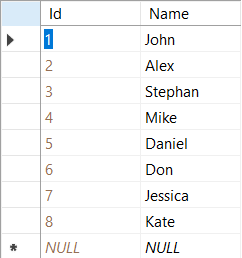 Id Name
1 John
2 Alex
3 Stephan
4 Mike
5 Daniel
6 Don
7 Jessica
8 Kate
* NULL NULL